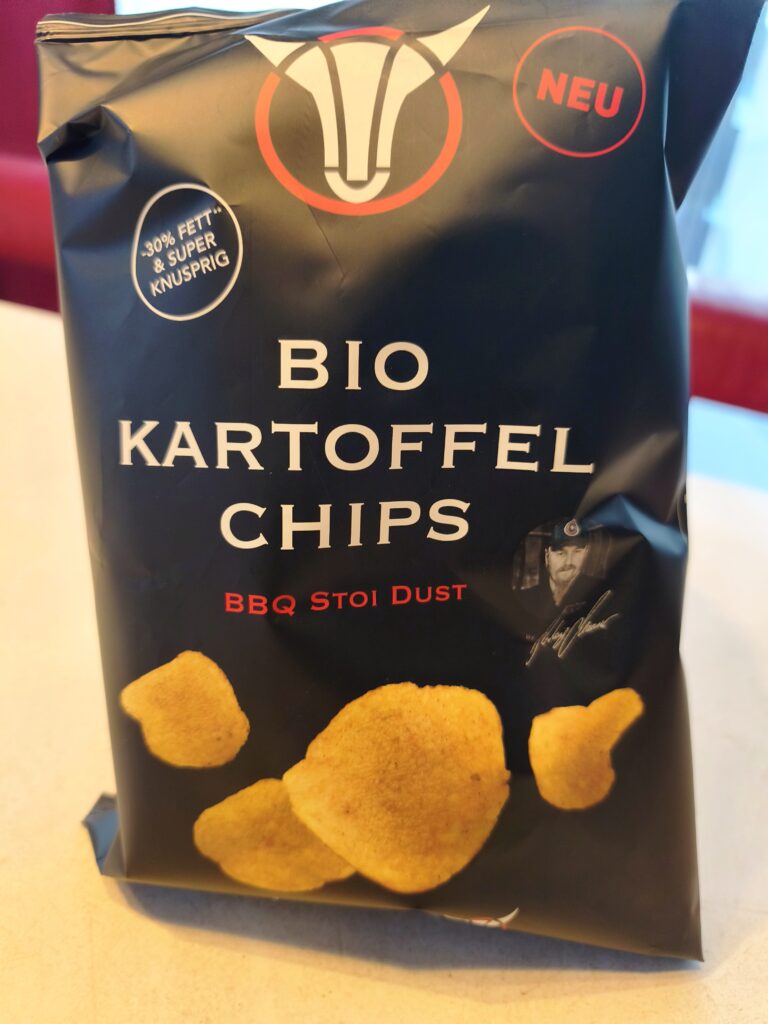 NEU
-30% FETT**
& SUPER
KNUSPRIG
BIO
KARTOFFEL
CHIPS
BBQ STOI DUST